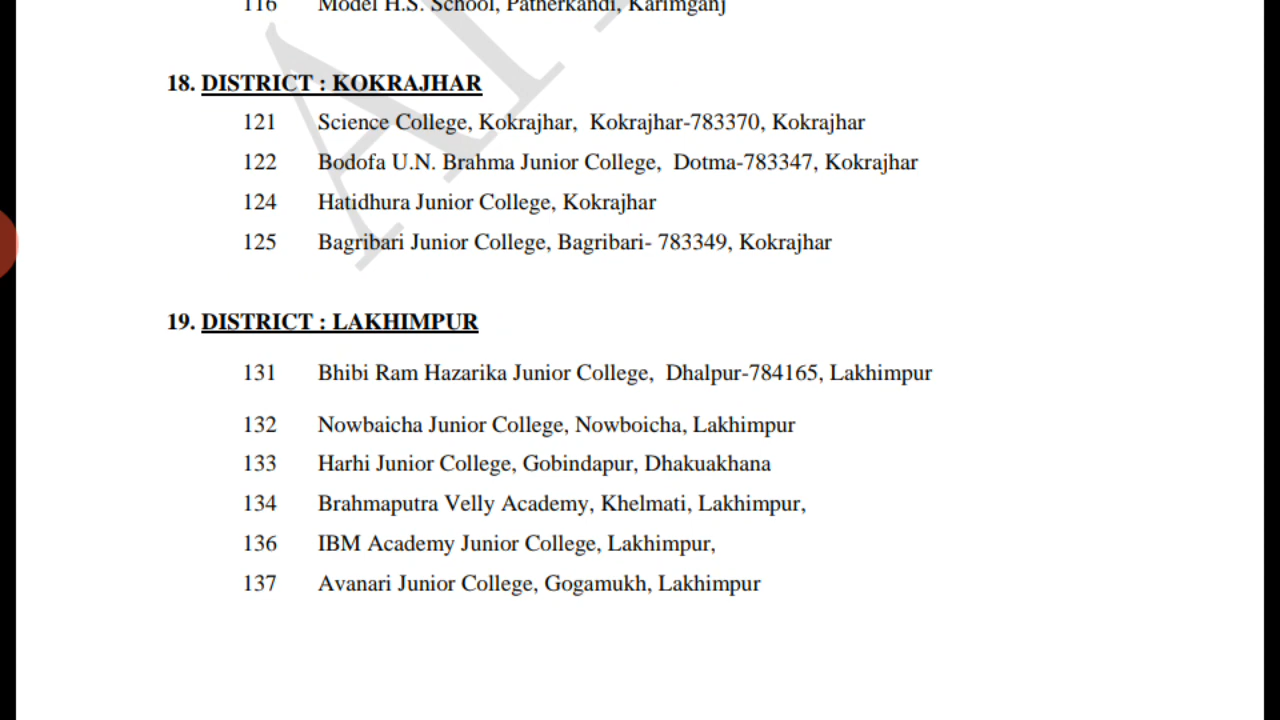 116 Model H.S. School, Patherkandi, Karimganj
18. DISTRICT : KOKRAJHAR
121 Science College, Kokrajhar, Kokrajhar-783370, Kokrajhar
122 Bodofa U.N. Brahma Junior College, Dotma-783347, Kokrajhar
124 Hatidhura Junior College, Kokrajhar
125 Bagribari Junior College, Bagribari- 783349, Kokrajhar
19. DISTRICT : LAKHIMPUR
131 Bhibi Ram Hazarika Junior College, Dhalpur-784165, Lakhimpur
132 Nowbaicha Junior College, Nowboicha, Lakhimpur
133 Harhi Junior College, Gobindapur, Dhakuakhana
134 Brahmaputra Velly Academy, Khelmati, Lakhimpur,
136 IBM Academy Junior College, Lakhimpur,
137 Avanari Junior College, Gogamukh, Lakhimpur